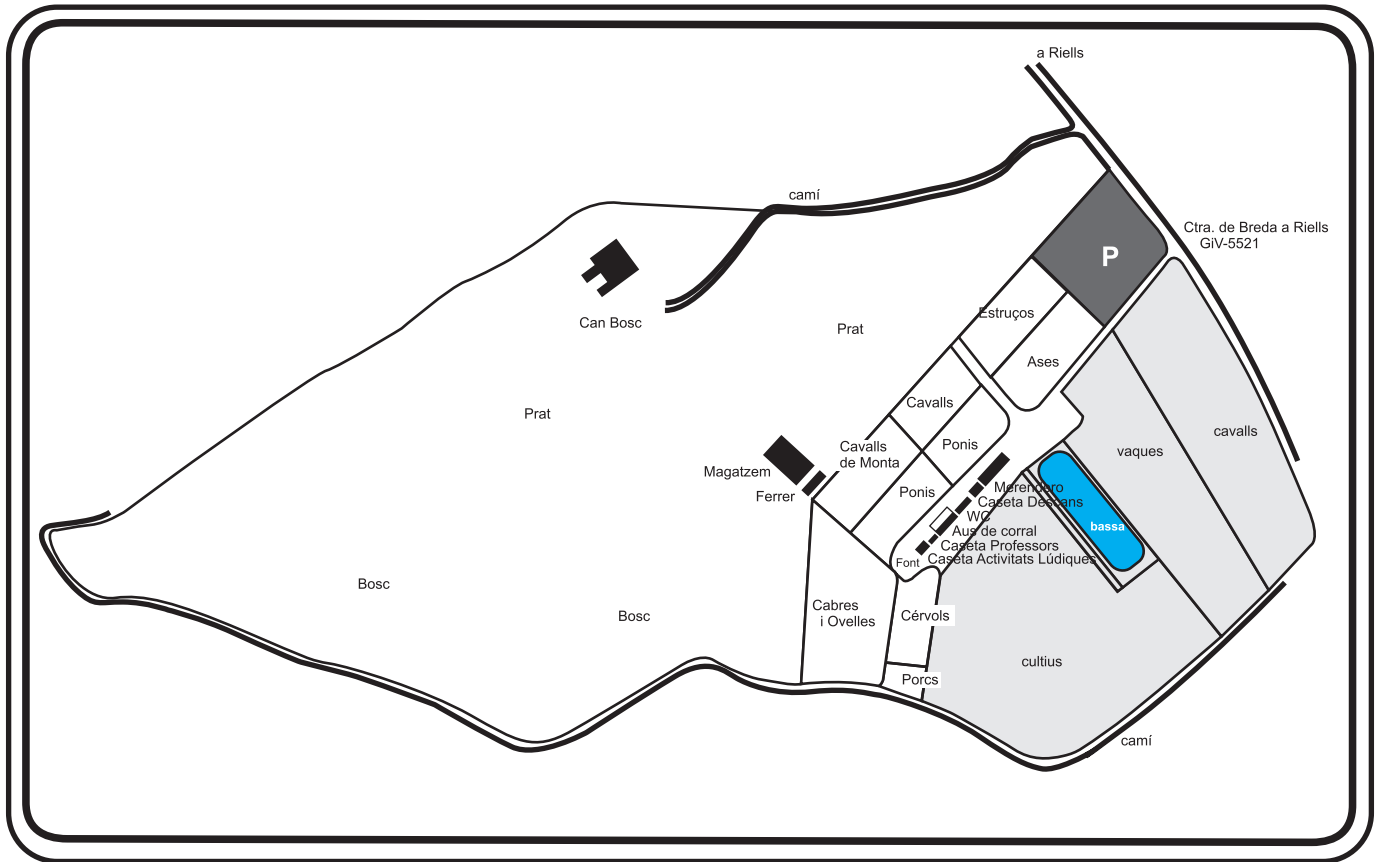 a Riells
camí
Ctra. de Breda a Riells
GiV-5521
P
Estruços
Can Bosc
Prat
Ases
Cavalls
Prat
cavalls
Cavalls
de Monta
Ponis
vaques
Magatzem
Ferrer
Ponis
Merendero
Caseta Descans
WC
Aus de corral
bassa
Caseta Professors
Caseta Activitats Lúdiques
Font
Bosc
Bosc
Cabres
i Ovelles
Cérvols
cultius
Porcs
camí